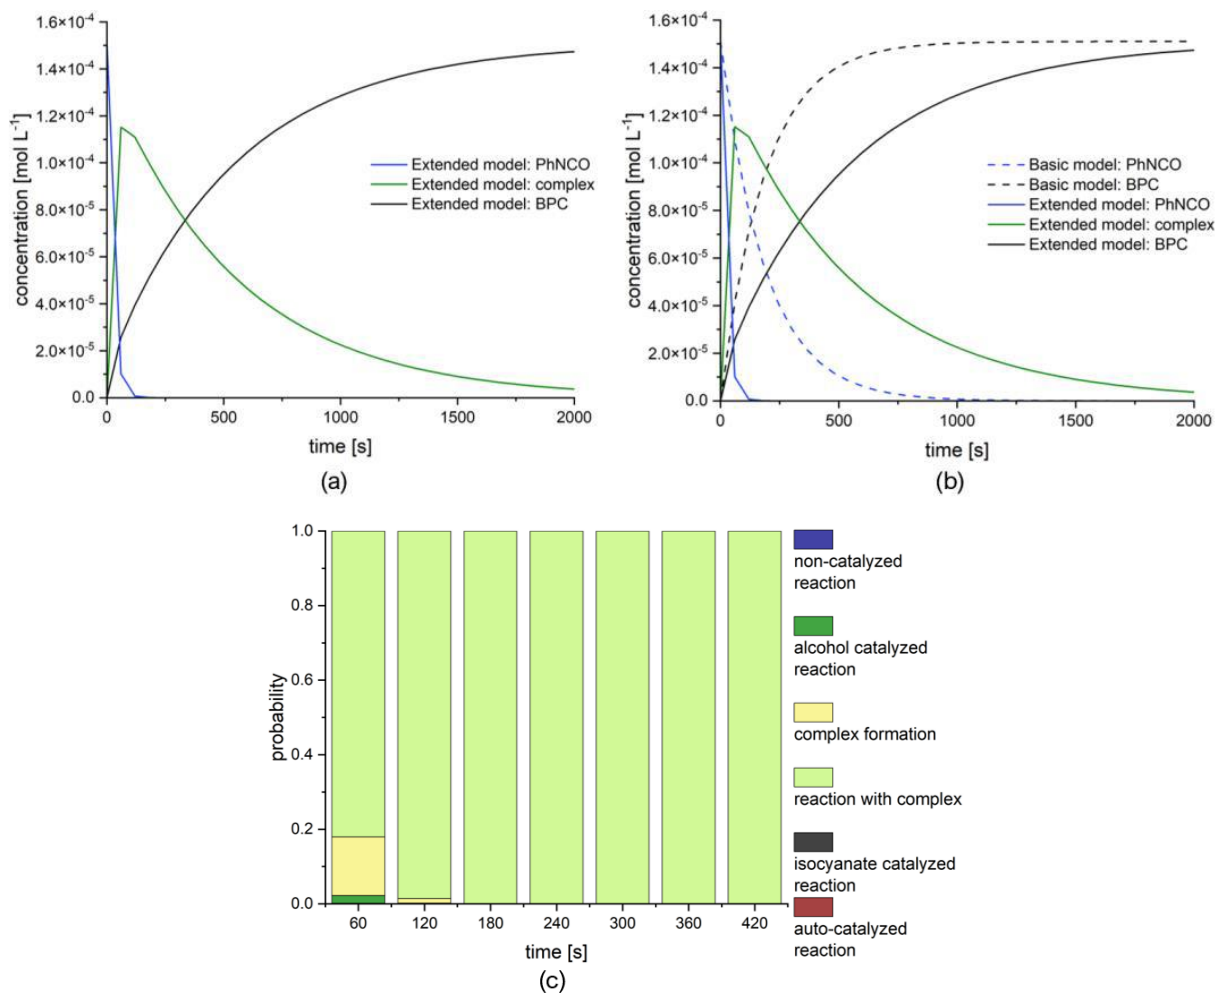 1.6×10⁻⁴
1.4×10⁻⁴
1.2×10⁻⁴
1.0×10⁻⁴
8.0×10⁻⁵
6.0×10⁻⁵
4.0×10⁻⁵
2.0×10⁻⁵
0.0
concentration [mol L⁻¹]
Extended model: PhNCO
Extended model: complex
Extended model: BPC
0 500 1000 1500 2000
time [s]
(a)
1.6×10⁻⁴
1.4×10⁻⁴
1.2×10⁻⁴
1.0×10⁻⁴
8.0×10⁻⁵
6.0×10⁻⁵
4.0×10⁻⁵
2.0×10⁻⁵
0.0
concentration [mol L⁻¹]
Basic model: PhNCO
Basic model: BPC
Extended model: PhNCO
Extended model: complex
Extended model: BPC
0 500 1000 1500 2000
time [s]
(b)
1.0
0.8
0.6
0.4
0.2
0.0
probability
60 120 180 240 300 360 420
time [s]
non-catalyzed
reaction
alcohol catalyzed
reaction
complex formation
reaction with complex
isocyanate catalyzed
reaction
auto-catalyzed
reaction
(c)